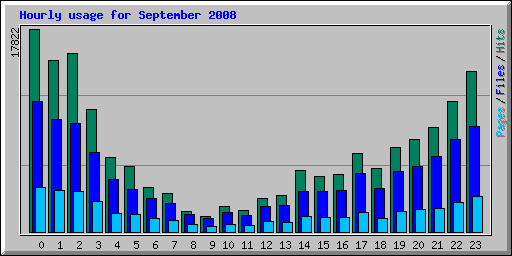 Hourly usage for September 2008
17822
Pages/Files/Hits
0 1 2 3 4 5 6 7 8 9 10 11 12 13 14 15 16 17 18 19 20 21 22 23